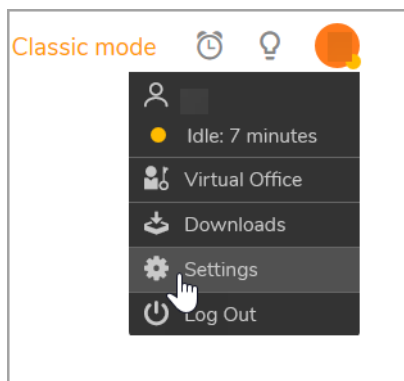 Classic mode
Idle: 7 minutes
Virtual Office
Downloads
Settings
Log Out